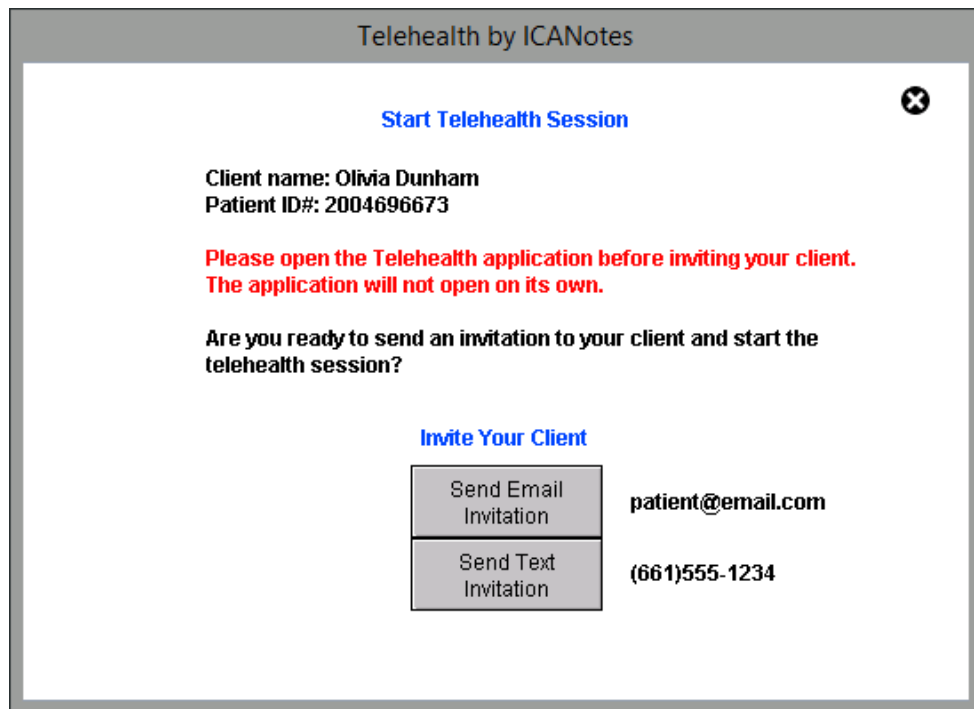 Telehealth by ICANotes
Start Telehealth Session
Client name: Olivia Dunham
Patient ID#: 2004696673
Please open the Telehealth application before inviting your client.
The application will not open on its own.
Are you ready to send an invitation to your client and start the
telehealth session?
Invite Your Client
Send Email
Invitation
patient@email.com
Send Text
Invitation
(661)555-1234